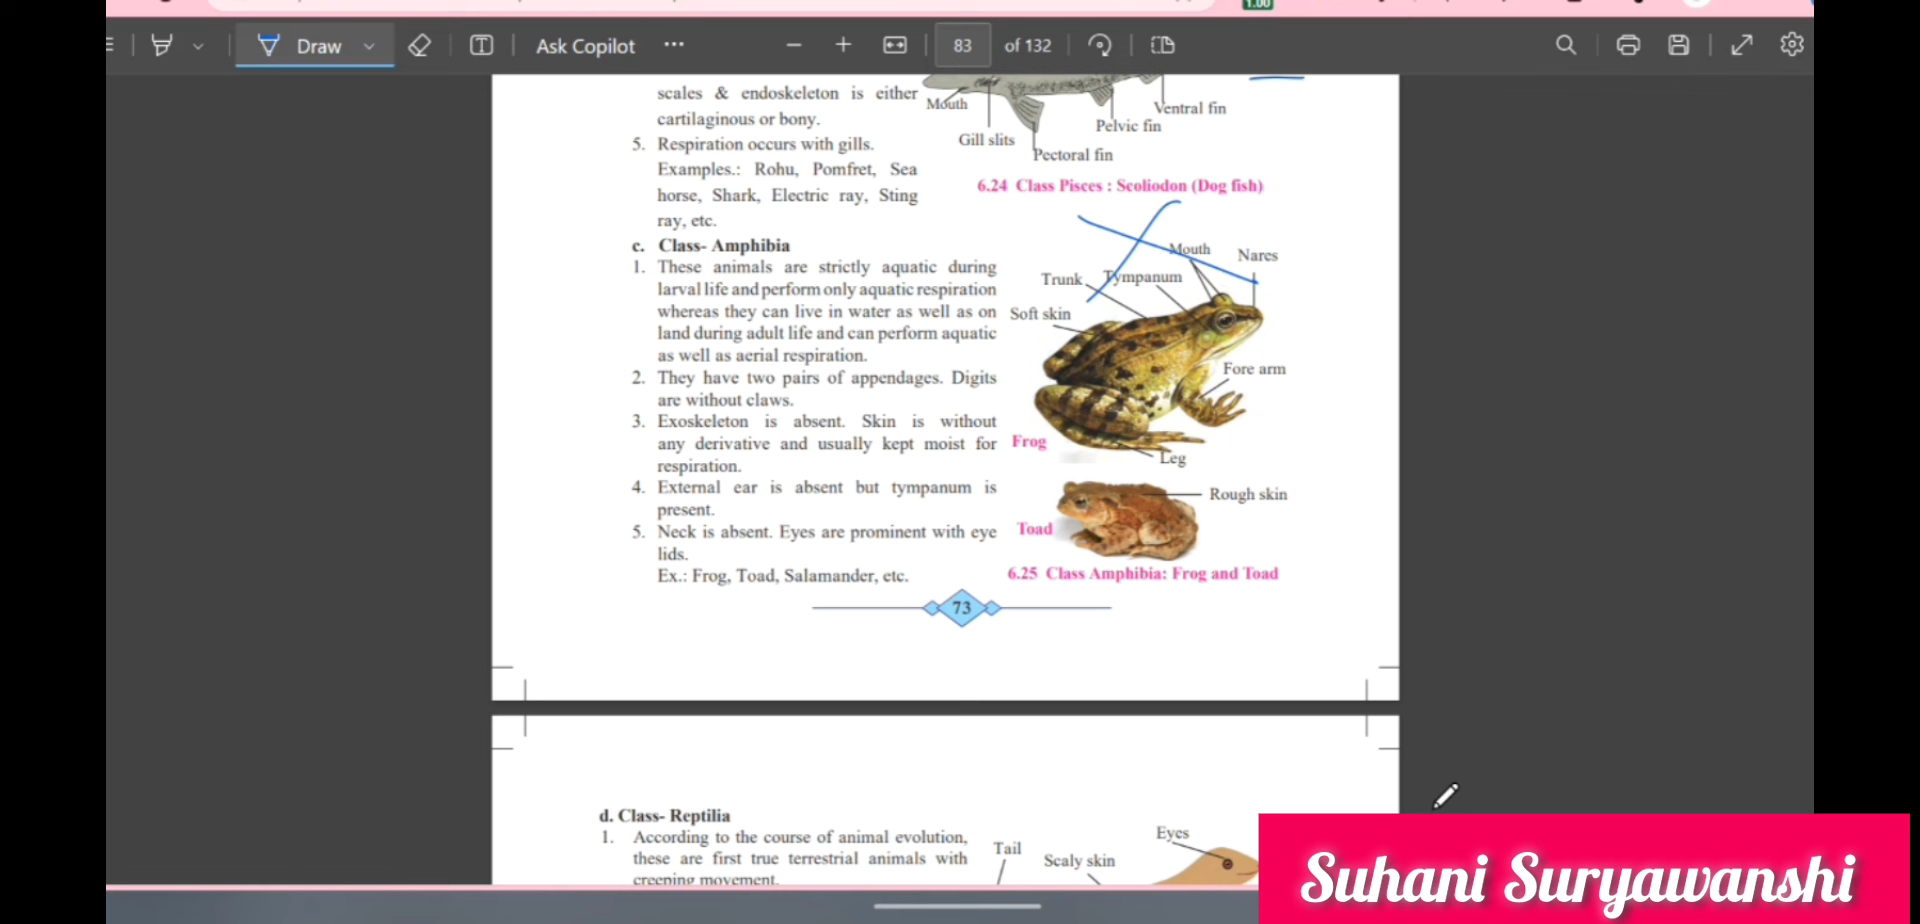 1.00
Draw
Ask Copilot
83
of 132
scales & endoskeleton is either
cartilaginous or bony.
5. Respiration occurs with gills.
Examples.: Rohu, Pomfret, Sea
horse, Shark, Electric ray, Sting
ray, etc.
Mouth
Gill slits
Pectoral fin
Pelvic fin
Ventral fin
6.24 Class Pisces : Scoliodon (Dog fish)
c. Class- Amphibia
1. These animals are strictly aquatic during
larval life and perform only aquatic respiration
whereas they can live in water as well as on
land during adult life and can perform aquatic
as well as aerial respiration.
2. They have two pairs of appendages. Digits
are without claws.
3. Exoskeleton is absent. Skin is without
any derivative and usually kept moist for
respiration.
4. External ear is absent but tympanum is
present.
5. Neck is absent. Eyes are prominent with eye
lids.
Ex.: Frog, Toad, Salamander, etc.
Mouth
Nares
Trunk
Tympanum
Soft skin
Fore arm
Frog
Leg
Rough skin
Toad
6.25 Class Amphibia: Frog and Toad
73
d. Class- Reptilia
1. According to the course of animal evolution,
these are first true terrestrial animals with
creeping movement.
Tail
Scaly skin
Eyes
Suhani Suryawanshi